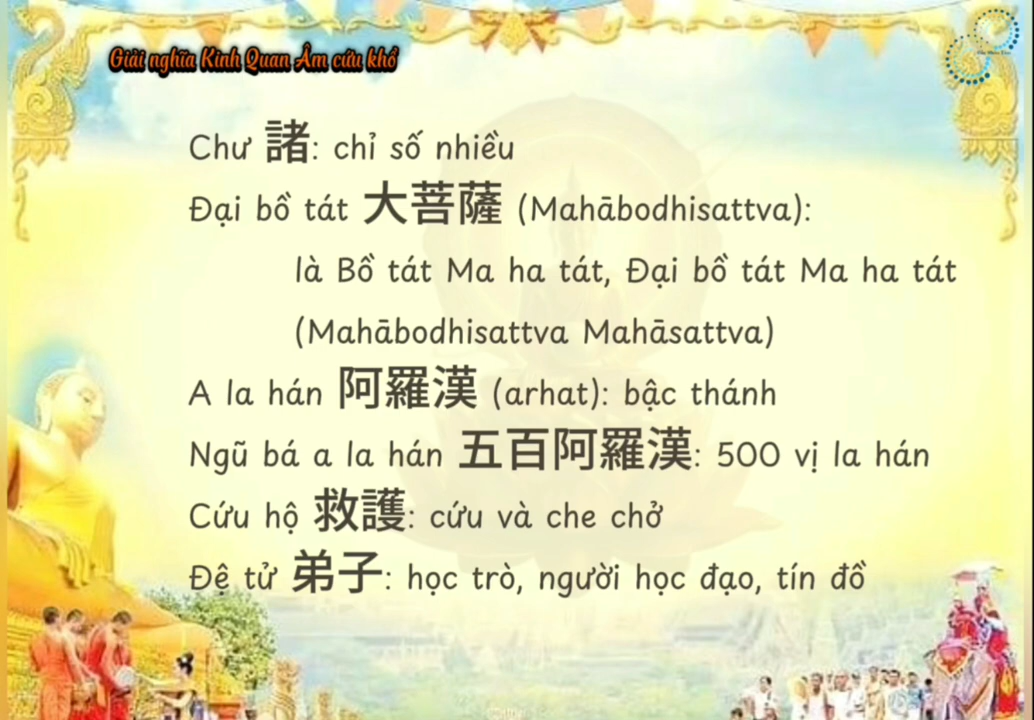 Giải nghĩa Kinh Quan Âm cứu khổ
Chư 諸: chỉ số nhiều
Đại bồ tát 大菩薩 (Mahābodhisattva):
là Bồ tát Ma ha tát, Đại bồ tát Ma ha tát
(Mahābodhisattva Mahāsattva)
A la hán 阿羅漢 (arhat): bậc thánh
Ngũ bá a la hán 五百阿羅漢: 500 vị la hán
Cứu hộ 救護: cứu và che chở
Đệ tử 弟子: học trò, người học đạo, tín đồ